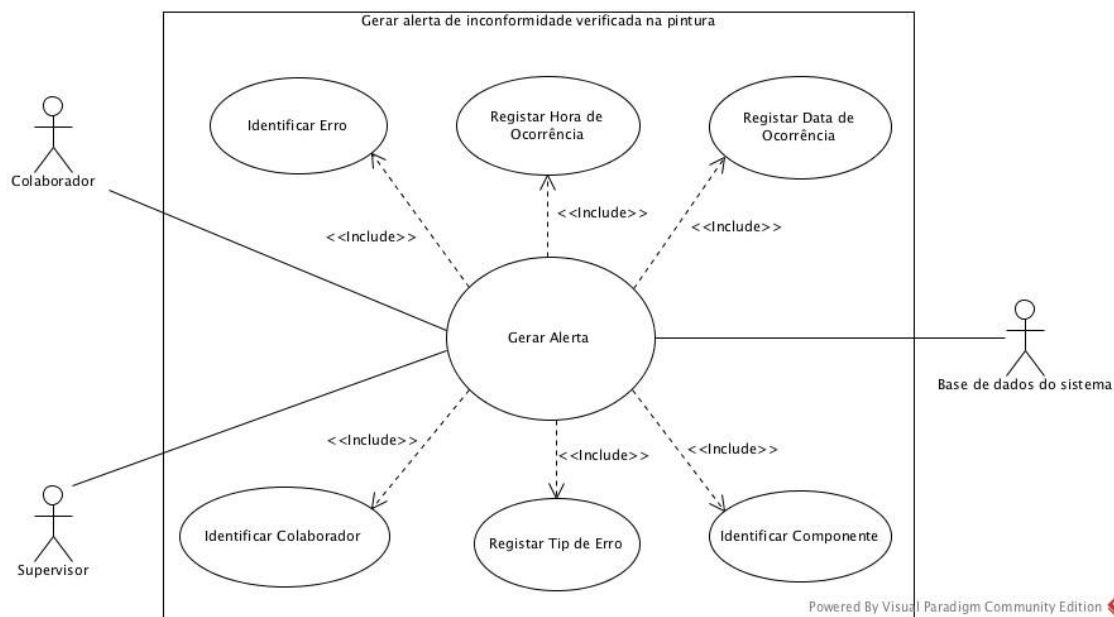 Gerar alerta de inconformidade verificada na pintura
Identificar Erro
Registar Hora de
Ocorrência
Registar Data de
Ocorrência
Colaborador
<<Include>>
<<Include>>
<<Include>>
Gerar Alerta
Base de dados do sistema
<<Include>>
<<Include>>
<<Include>>
Identificar Colaborador
Registar Tip de Erro
Identificar Componente
Supervisor
Powered By Visual Paradigm Community Edition